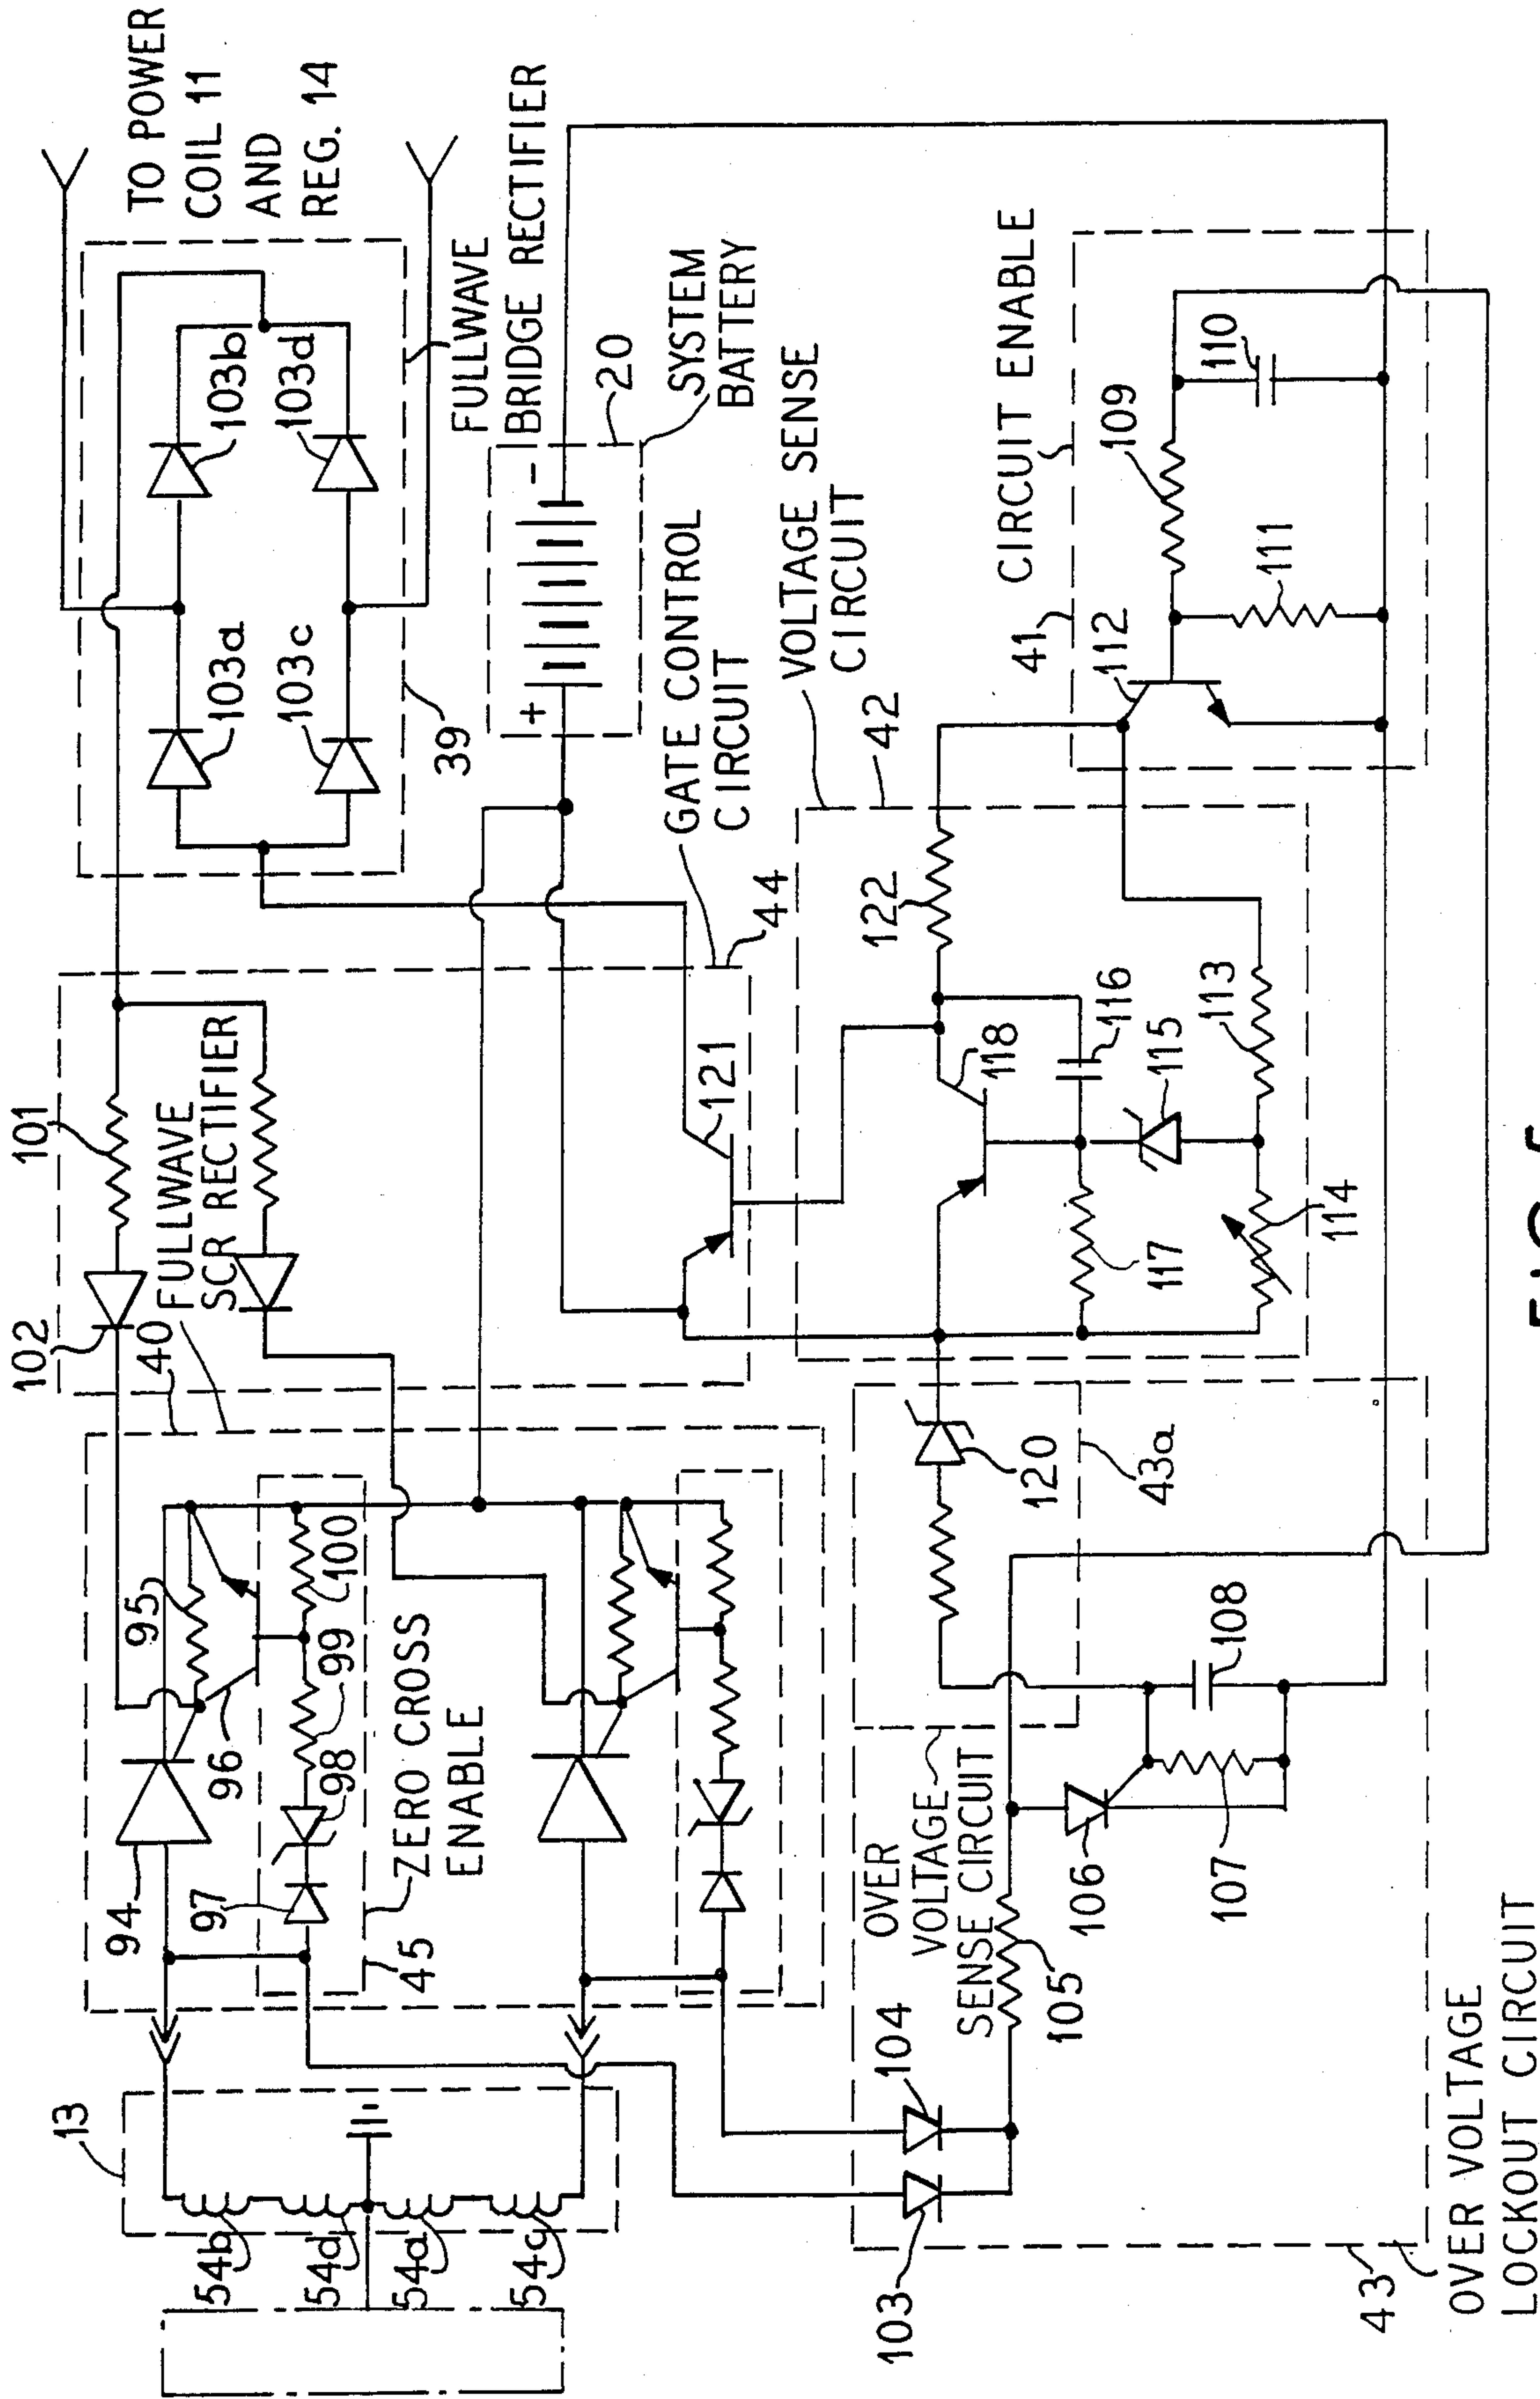 TO POWER
COIL 11
AND
REG. 14
FULLWAVE
BRIDGE RECTIFIER
103b
103d
103d
103c
39
20
SYSTEM
BATTERY
+
-
GATE CONTROL
CIRCUIT
44
VOLTAGE SENSE
CIRCUIT
42
CIRCUIT ENABLE
41
112
109
110
111
101
102
FULLWAVE
SCR RECTIFIER
40
121
122
118
116
115
113
117
114
95
96
94
97
98
99
100
ZERO CROSS
ENABLE
45
13
54b
54d
54a
54c
120
43a
OVER
VOLTAGE
SENSE CIRCUIT
108
107
106
105
104
103
43
OVER VOLTAGE
LOCKOUT CIRCUIT